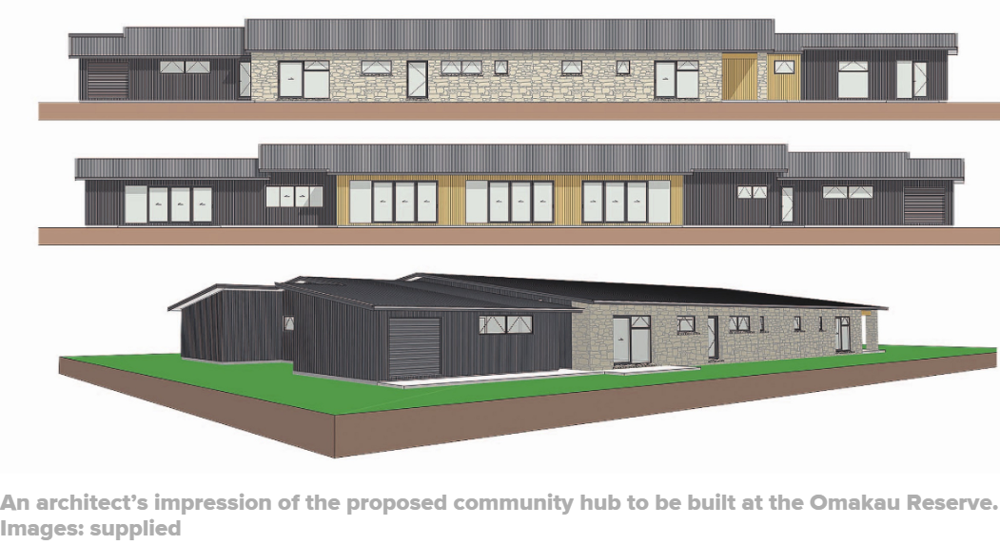 An architect’s impression of the proposed community hub to be built at the Omakau Reserve.
Images: supplied